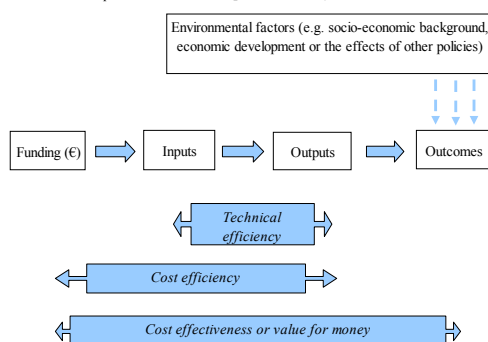 Environmental factors (e.g. socio-economic background,
economic development or the effects of other policies)
Funding (€)
Inputs
Outputs
Outcomes
Technical
efficiency
Cost efficiency
Cost effectiveness or value for money